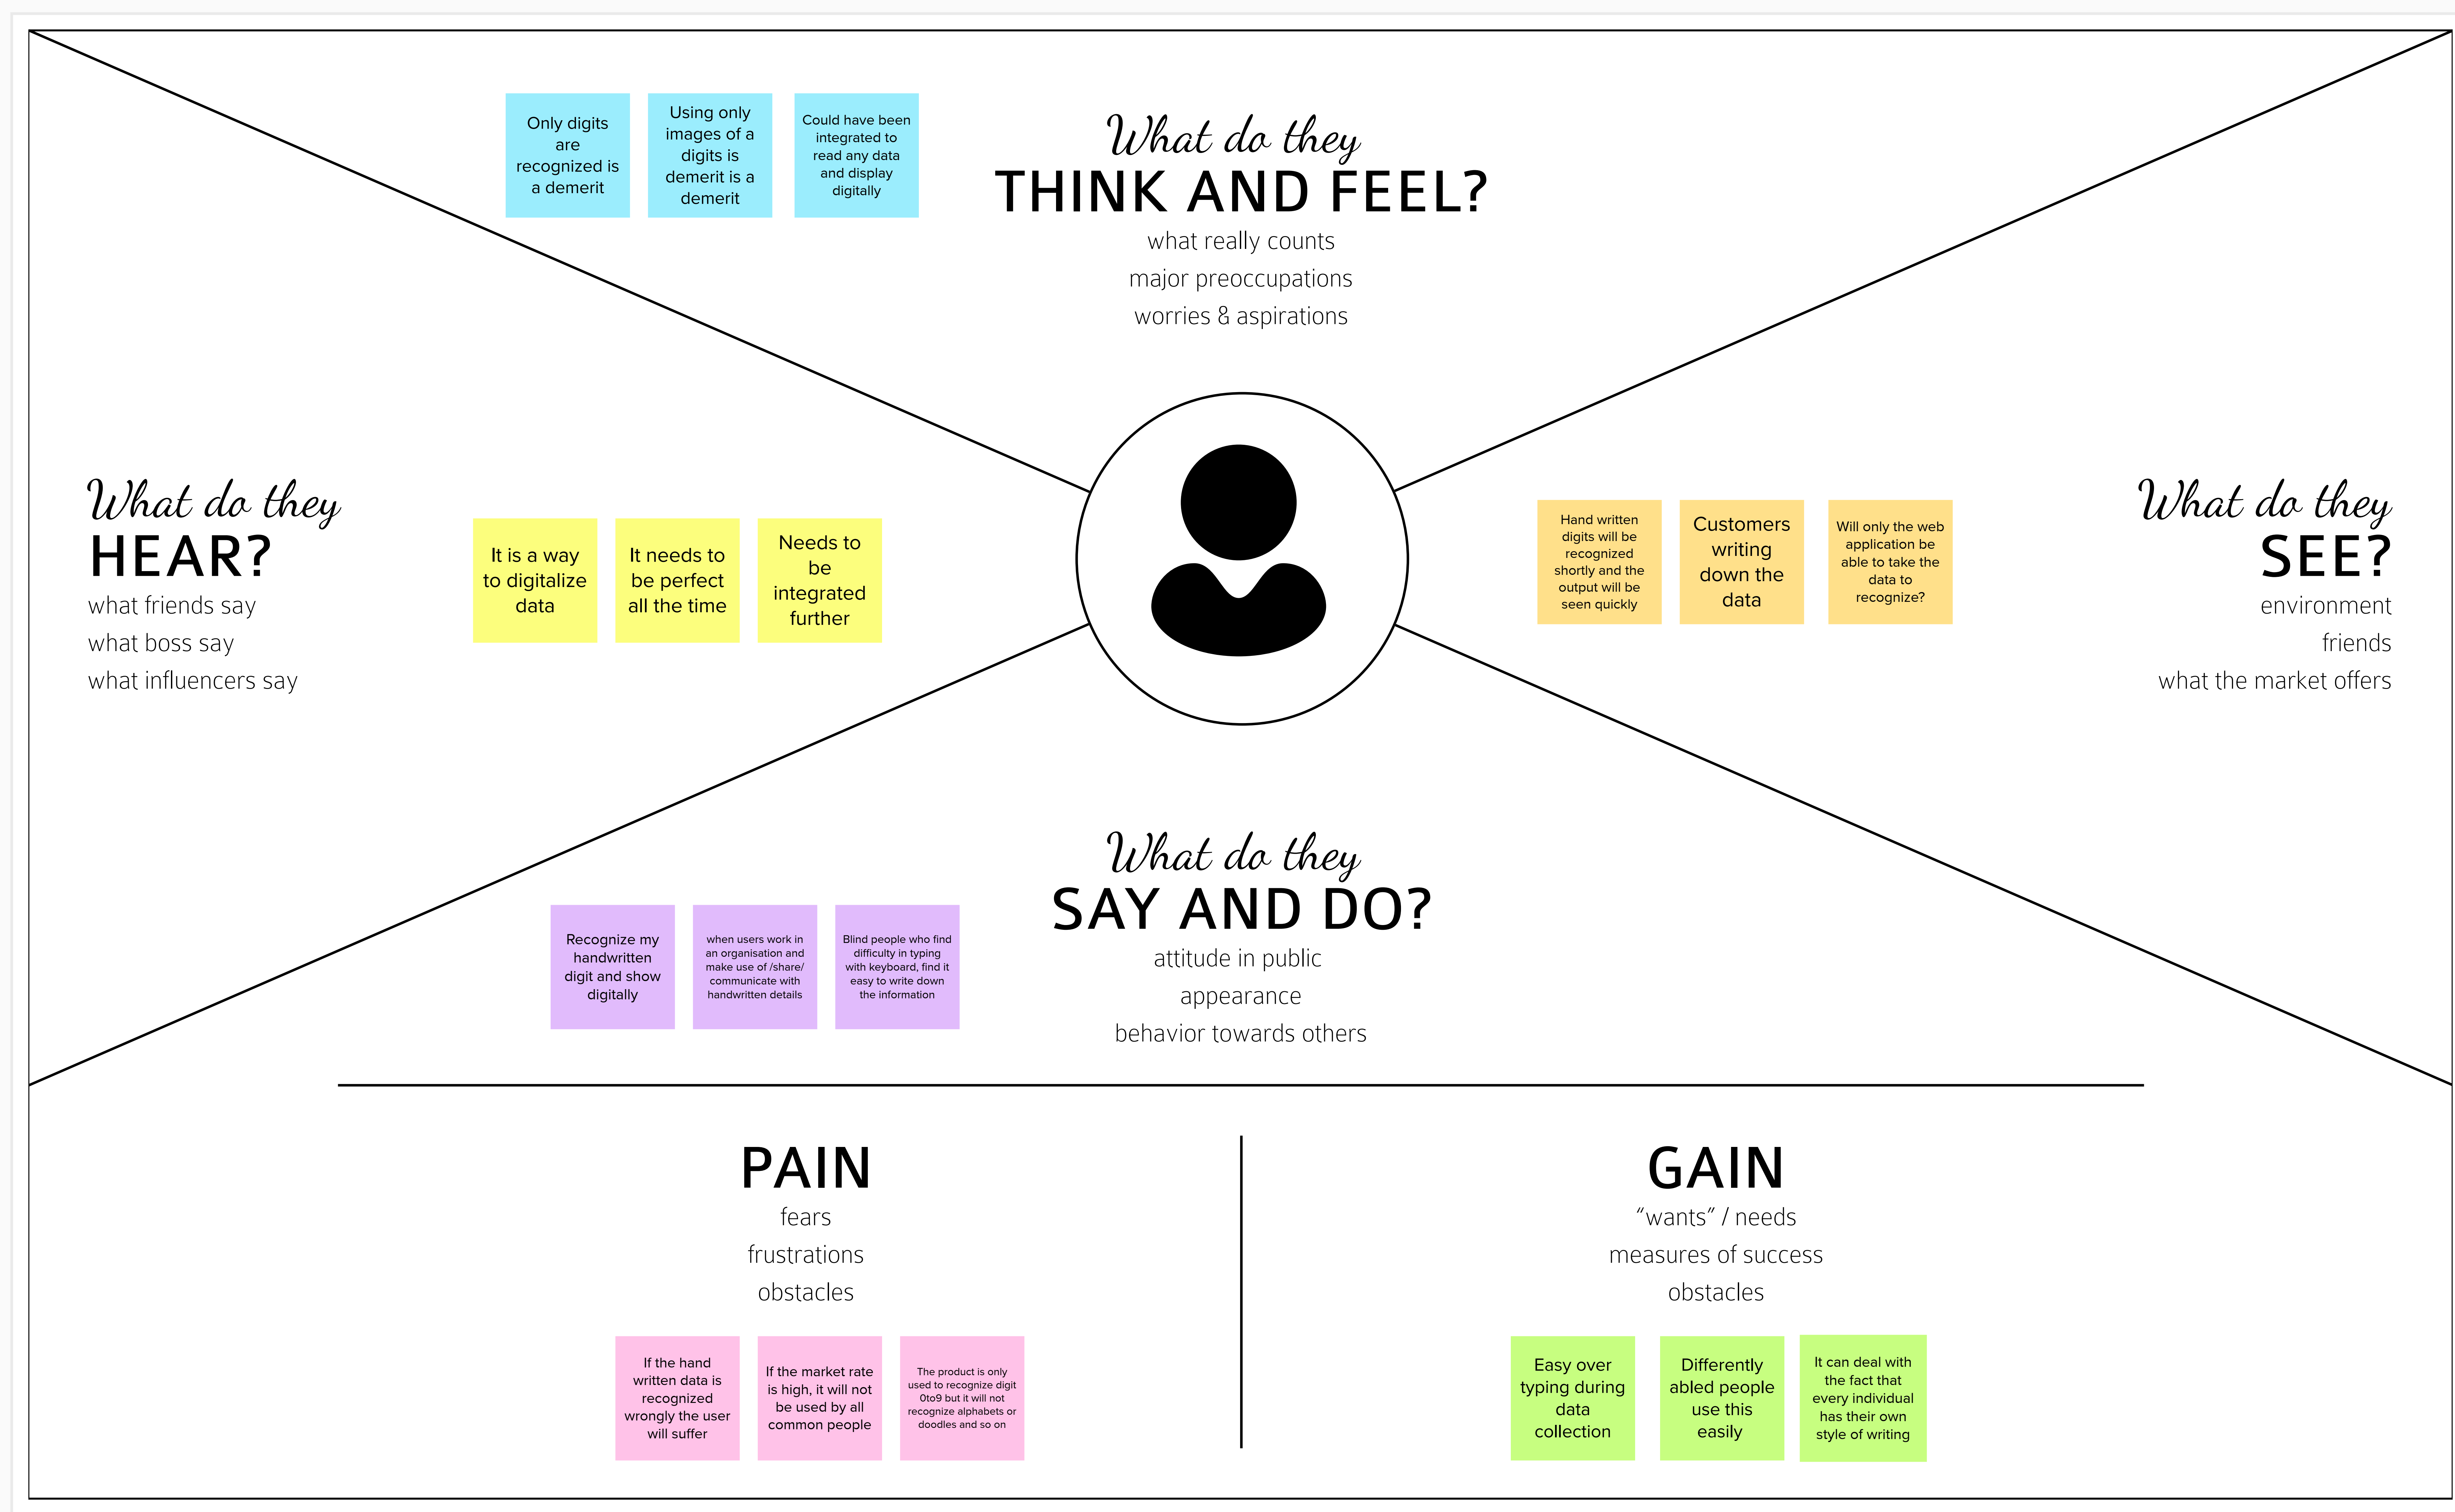 Only digits
are
recognized is
a demerit
Using only
images of a
digits is
demerit is a
demerit
Could have been
integrated to
read any data
and display
digitally
What do they
THINK AND FEEL?
what really counts
major preoccupations
worries & aspirations
What do they
HEAR?
what friends say
what boss say
what influencers say
It is a way
to digitalize
data
It needs to
be perfect
all the time
Needs to
be
integrated
further
Hand written
digits will be
recognized
shortly and the
output will be
seen quickly
Customers
writing
down the
data
Will only the web
application be
able to take the
data to
recognize?
What do they
SEE?
environment
friends
what the market offers
What do they
SAY AND DO?
attitude in public
appearance
behavior towards others
Recognize my
handwritten
digit and show
digitally
when users work in
an organisation and
make use of /share/
communicate with
handwritten details
Blind people who find
difficulty in typing
with keyboard, find it
easy to write down
the information
PAIN
fears
frustrations
obstacles
If the hand
written data is
recognized
wrongly the user
will suffer
If the market rate
is high, it will not
be used by all
common people
The product is only
used to recognize digit
0to9 but it will not
recognize alphabets or
doodles and so on
GAIN
“wants” / needs
measures of success
obstacles
Easy over
typing during
data
collection
Differently
abled people
use this
easily
It can deal with
the fact that
every individual
has their own
style of writing